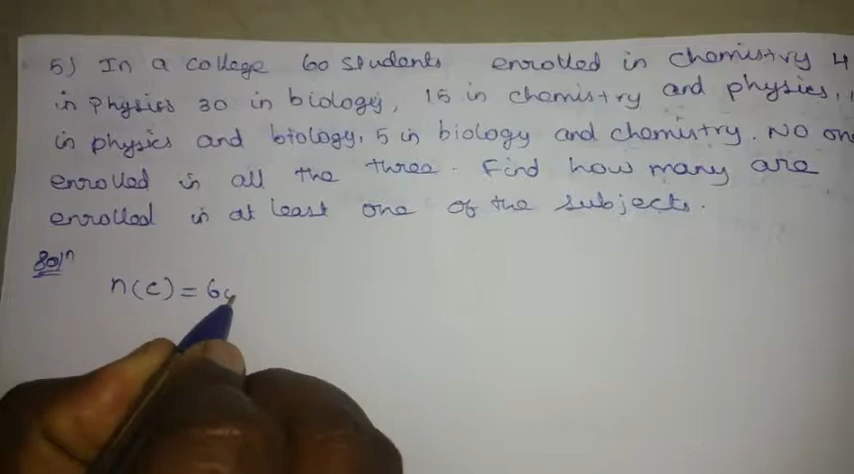 5) In a college 60 students enrolled in chemistry 4
in physics 30 in biology, 15 in chemistry and physics,
in physics and biology, 5 in biology and chemistry. No one
enrolled in all the three. Find how many are
enrolled in at least one of the subjects.
Soln
n(c) = 60